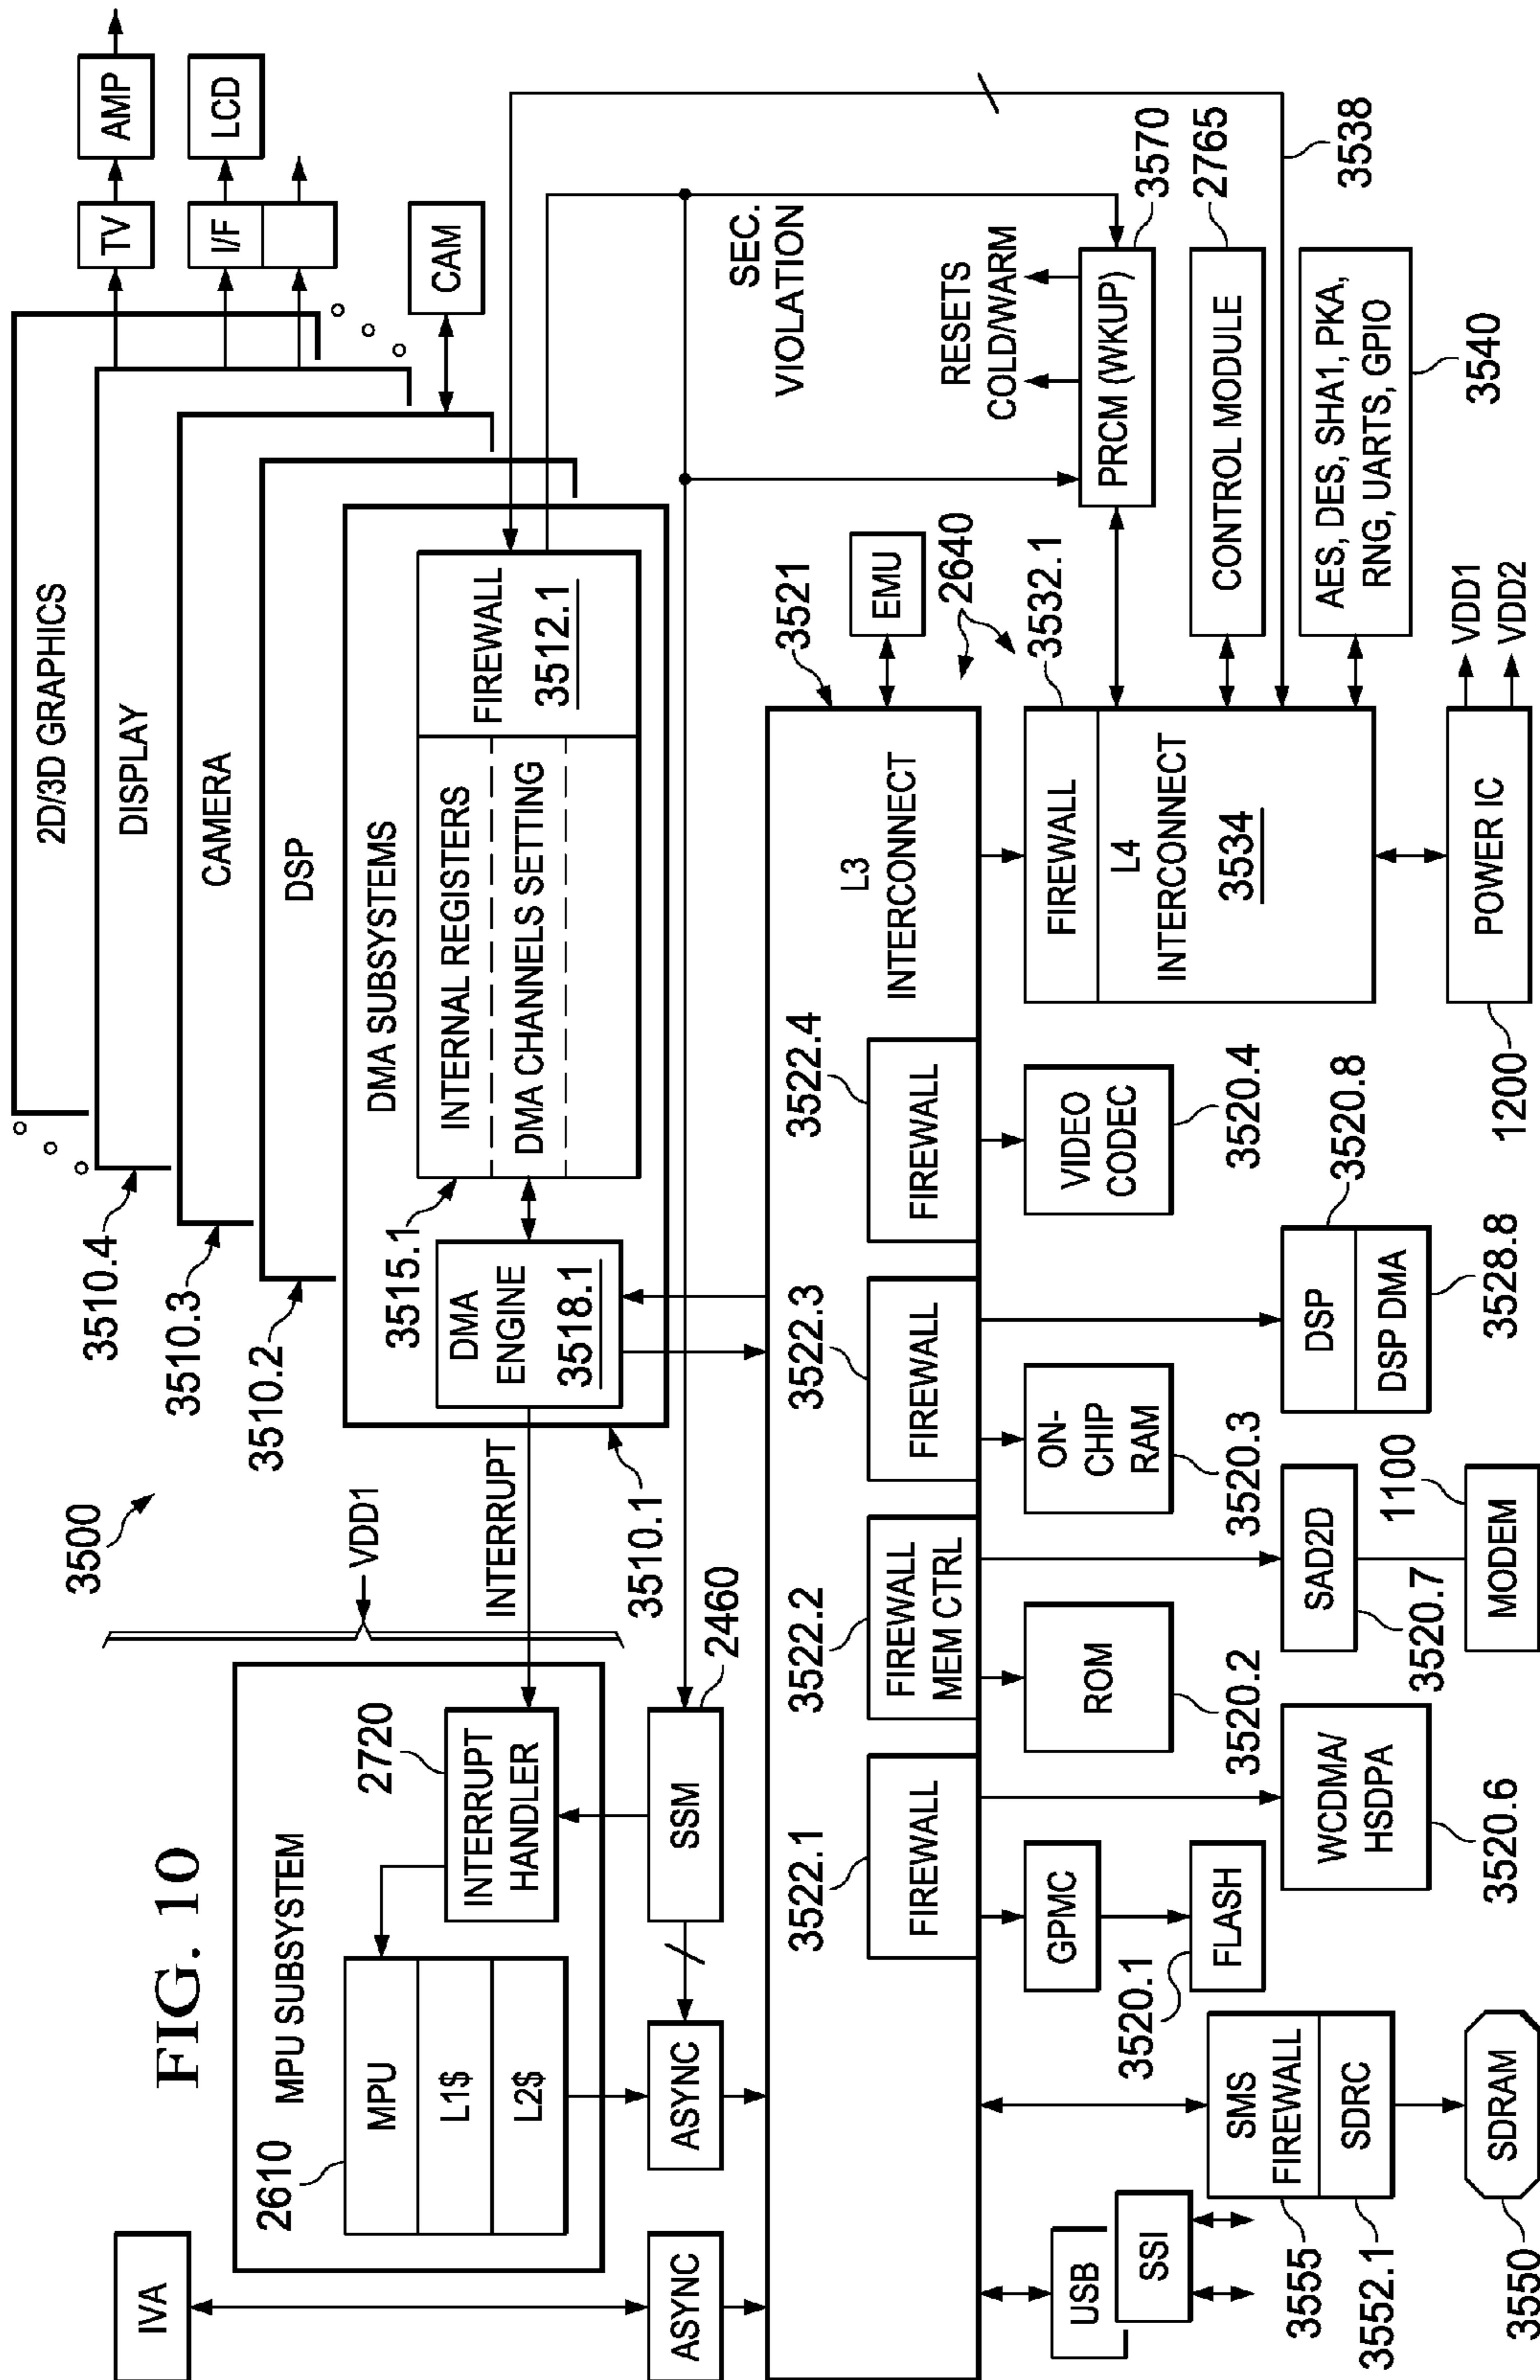 FIG. 10
3500
IVA
MPU SUBSYSTEM
2610
MPU
L1$
L2$
2720
INTERRUPT
HANDLER
VDD1
INTERRUPT
ASYNC
ASYNC
SSM
2460
3510.4
3510.3
3510.2
3510.1
2D/3D GRAPHICS
DISPLAY
CAMERA
DSP
DMA SUBSYSTEMS
3515.1
DMA
ENGINE
3518.1
INTERNAL REGISTERS
DMA CHANNELS SETTING
FIREWALL
3512.1
TV
AMP
I/F
LCD
CAM
SEC.
VIOLATION
L3
INTERCONNECT
3521
EMU
2640
3522.1
FIREWALL
3522.2
FIREWALL
MEM CTRL
3522.3
FIREWALL
3522.4
FIREWALL
USB
SSI
SMS
FIREWALL
3555
SDRC
3552.1
SDRAM
3550
GPMC
FLASH
3520.1
WCDMA/
HSDPA
3520.6
ROM
3520.2
SAD2D
3520.7
MODEM
1100
ON-
CHIP
RAM
3520.3
DSP
3520.8
DSP DMA
3528.8
VIDEO
CODEC
3520.4
3532.1
FIREWALL
L4
INTERCONNECT
3534
POWER IC
1200
VDD1
VDD2
RESETS
COLD/WARM
PRCM (WKUP)
3570
CONTROL MODULE
2765
3538
AES, DES, SHA1, PKA,
RNG, UARTS, GPIO
3540